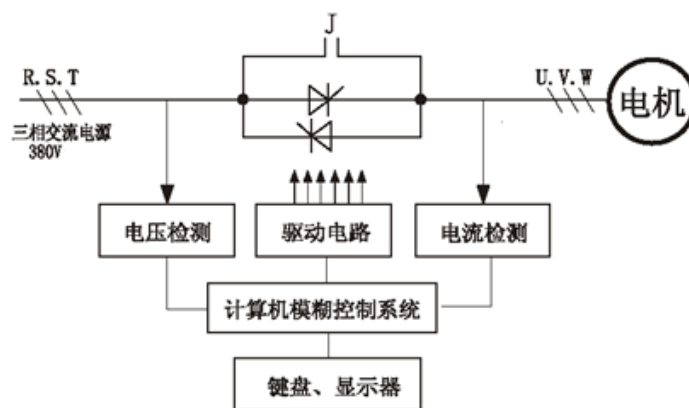 J
R.S.T
U.V.W
电机
三相交流电源
380V
电压检测
驱动电路
电流检测
计算机模糊控制系统
键盘、显示器